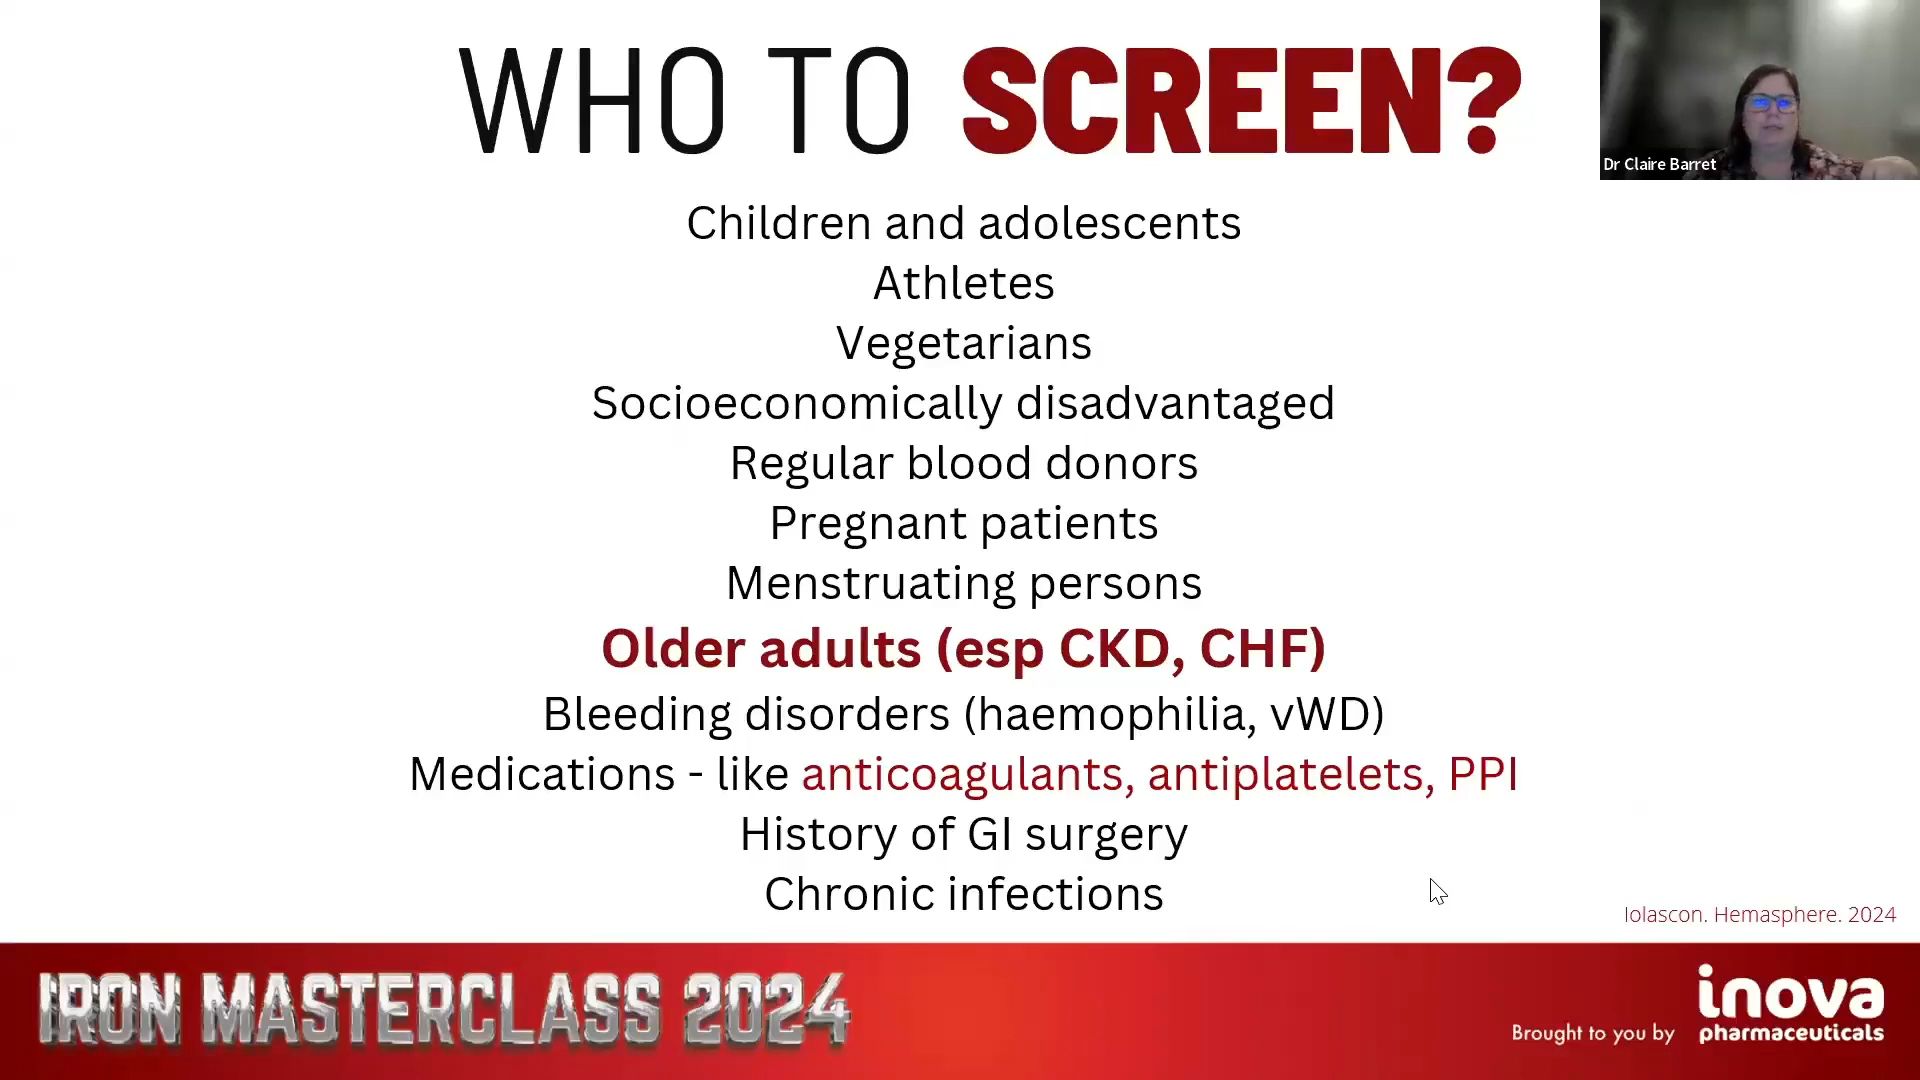 WHO TO SCREEN?
Dr Claire Barret
Children and adolescents
Athletes
Vegetarians
Socioeconomically disadvantaged
Regular blood donors
Pregnant patients
Menstruating persons
Older adults (esp CKD, CHF)
Bleeding disorders (haemophilia, vWD)
Medications - like anticoagulants, antiplatelets, PPI
History of GI surgery
Chronic infections
Iolascon. Hemasphere. 2024
IRON MASTERCLASS 2024
Brought to you by
inova
pharmaceuticals